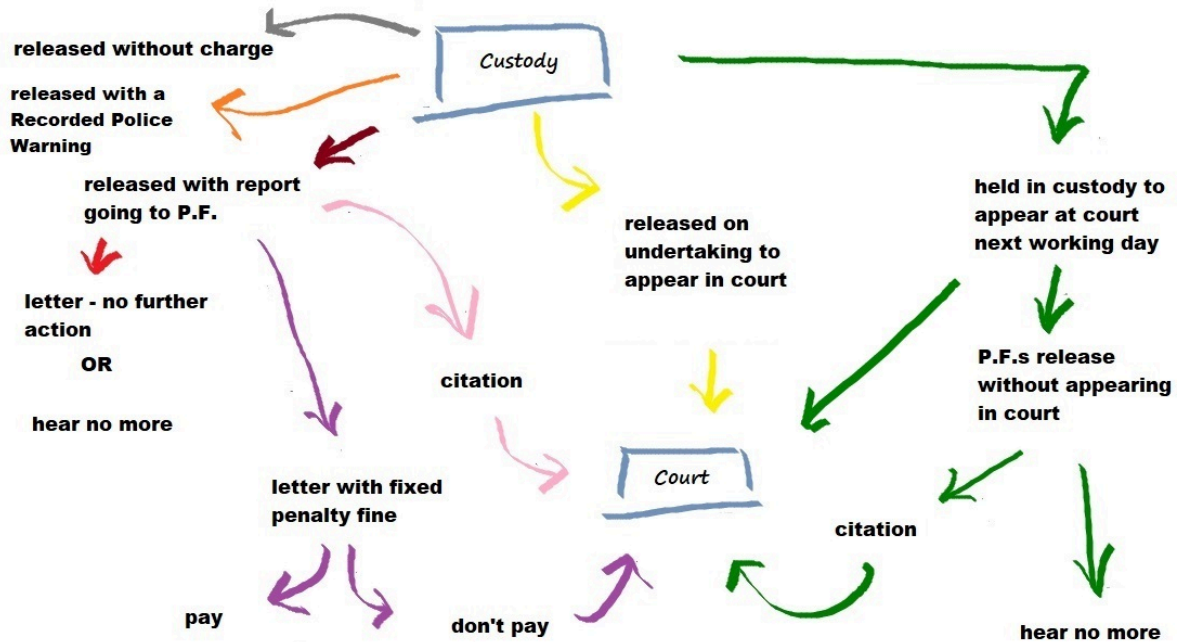 Custody
released without charge
released with a
Recorded Police
Warning
released with report
going to P.F.
released on
undertaking to
appear in court
held in custody to
appear at court
next working day
letter - no further
action
OR
hear no more
citation
P.F.s release
without appearing
in court
letter with fixed
penalty fine
Court
citation
pay
don't pay
hear no more